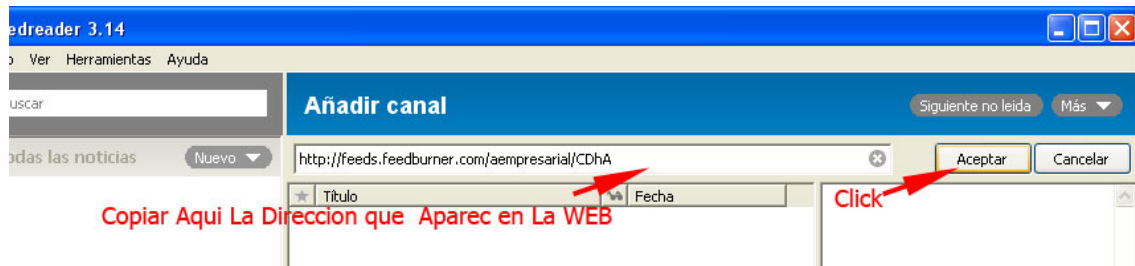 edreader 3.14
o Ver Herramientas Ayuda
uscar
Añadir canal
Siguiente no leida
Más
odas las noticias
Nuevo
http://feeds.feedburner.com/aempresarial/CDhA
Aceptar
Cancelar
Título
Fecha
Click
Copiar Aqui La Direccion que Aparec en La WEB